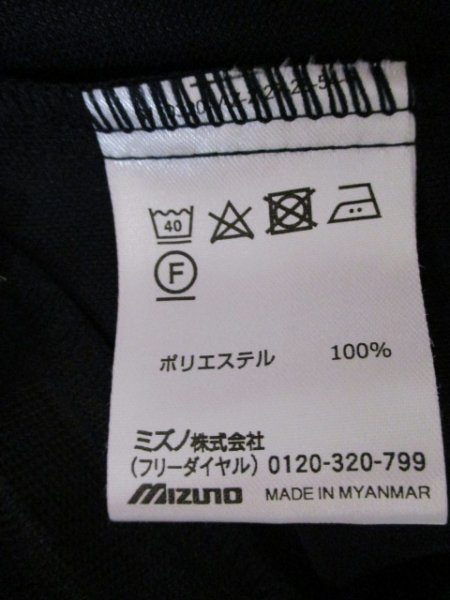 40
F
ポリエステル 100%
ミズノ株式会社
(フリーダイヤル) 0120-320-799
MIZUNO MADE IN MYANMAR